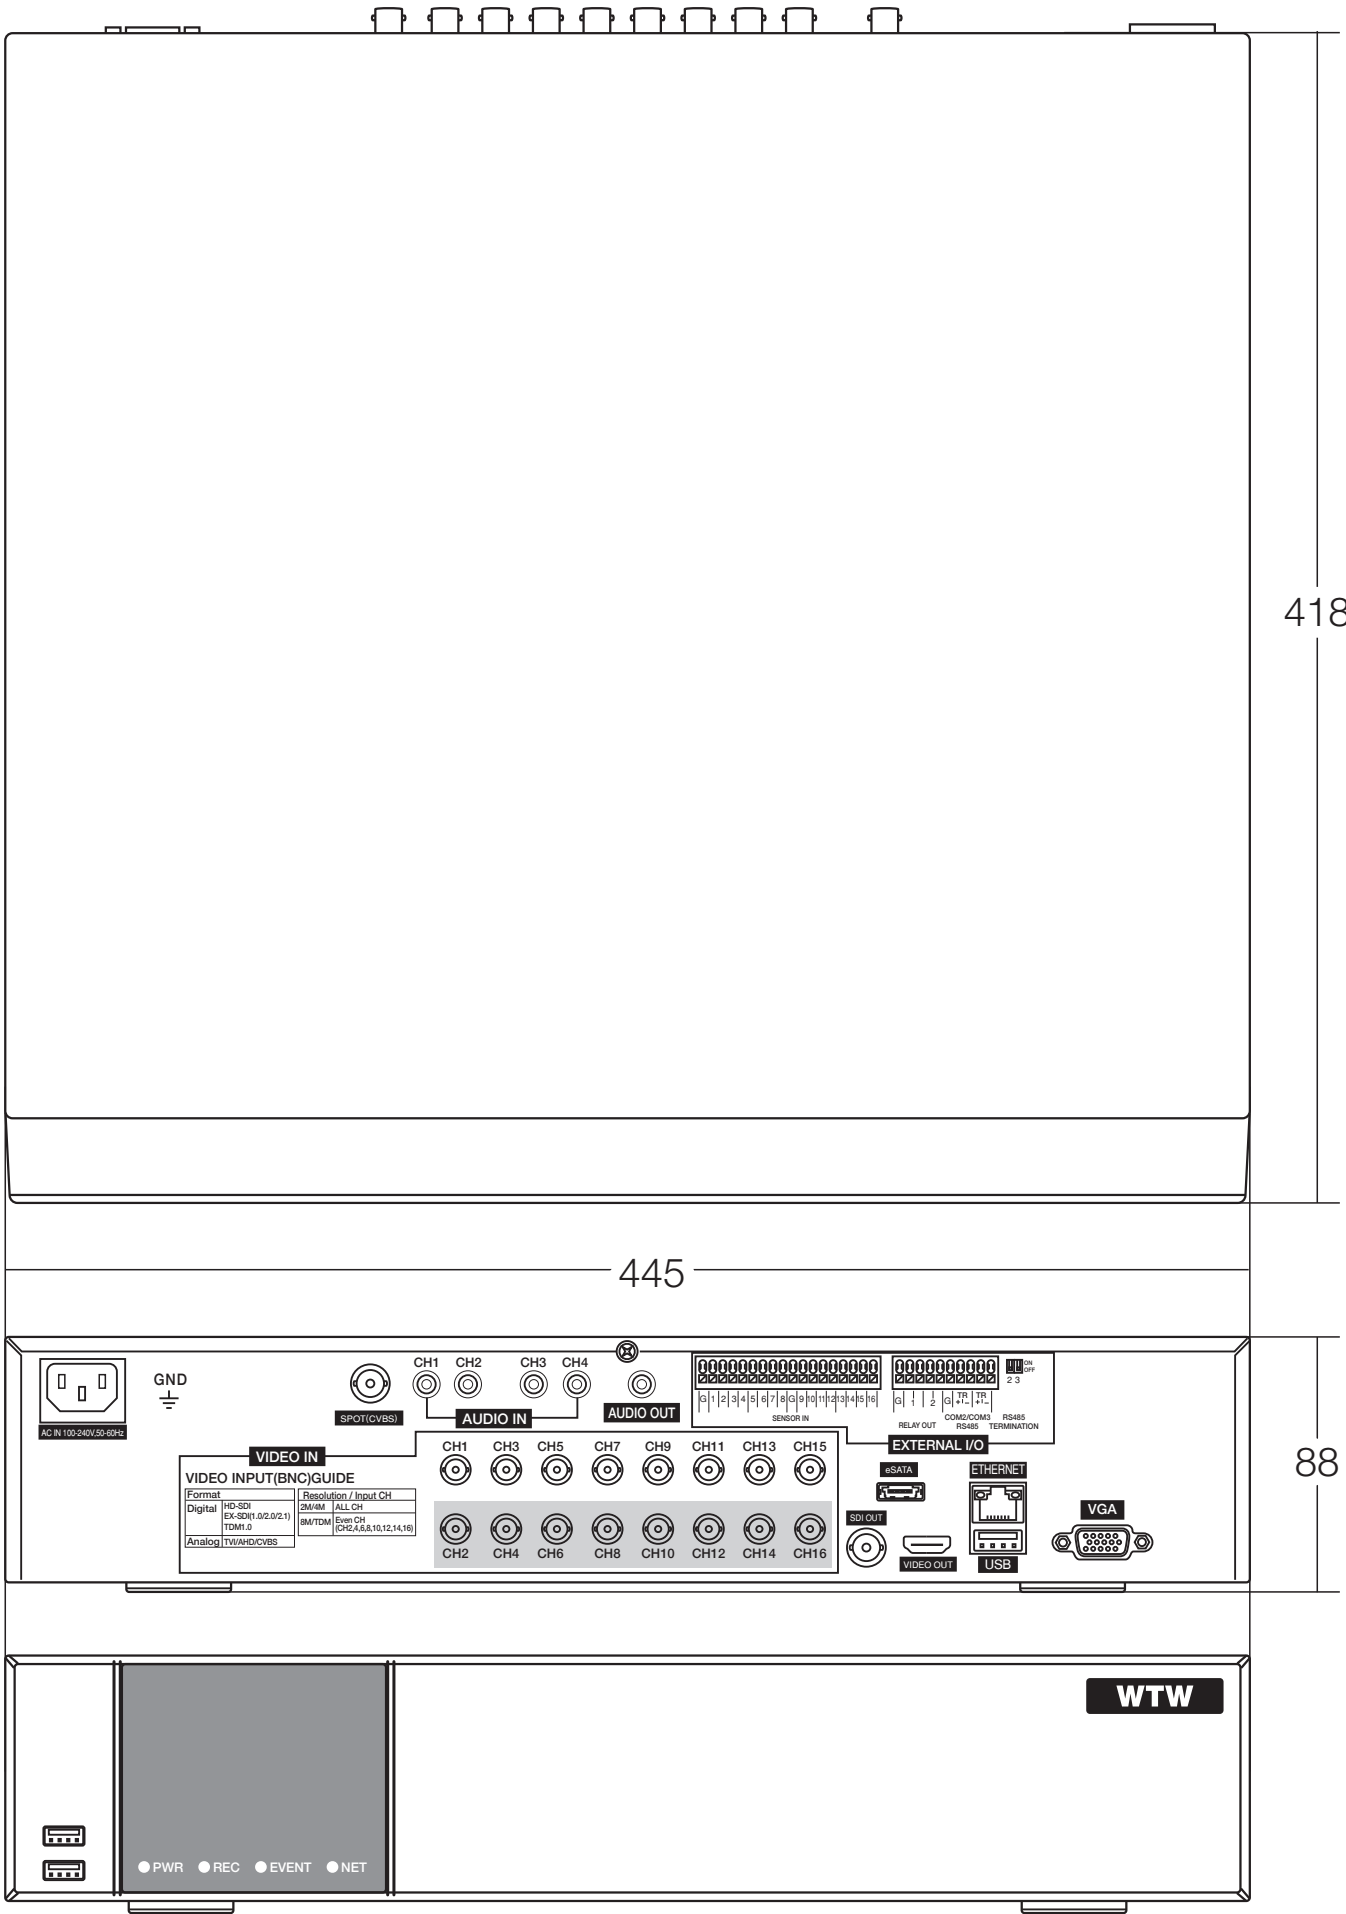 418
445
88
GND
CH1 CH2 CH3 CH4
SPOT(CVBS)
AUDIO IN
AUDIO OUT
AC IN 100-240V,50-60Hz
G 1 2 3 4 5 6 7 8 G 9 10 11 12 13 14 15 16
SENSOR IN
G 1 2 G TR TR
+ - + -
RELAY OUT
COM2/COM3
RS485
RS485
TERMINATION
ON
OFF
2 3
EXTERNAL I/O
VIDEO IN
VIDEO INPUT(BNC)GUIDE
Format
Digital
HD-SDI
EX-SDI(1.0/2.0/2.1)
TDM1.0
Analog TVI/AHD/CVBS
Resolution / Input CH
2M/4M ALL CH
8M/TDM Even CH
(CH2,4,6,8,10,12,14,16)
CH1 CH3 CH5 CH7 CH9 CH11 CH13 CH15
CH2 CH4 CH6 CH8 CH10 CH12 CH14 CH16
eSATA
ETHERNET
SDI OUT
VIDEO OUT
USB
VGA
WTW
PWR REC EVENT NET